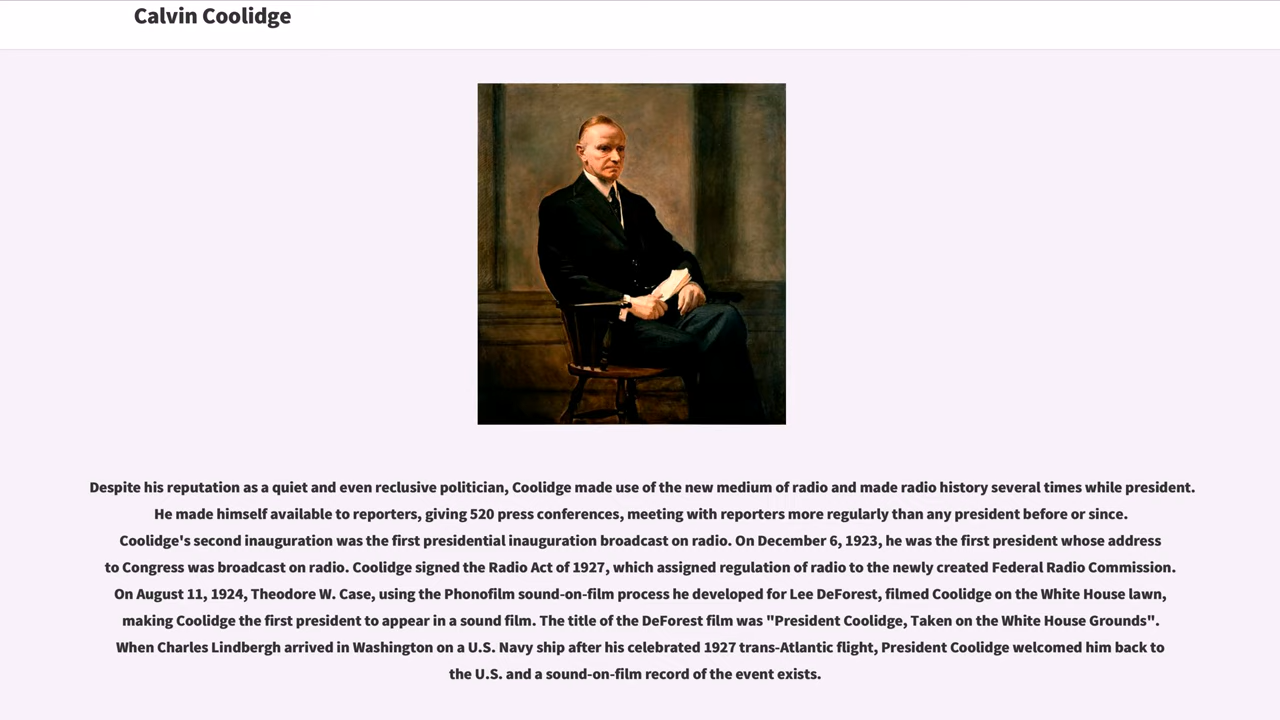 Calvin Coolidge
Despite his reputation as a quiet and even reclusive politician, Coolidge made use of the new medium of radio and made radio history several times while president.
He made himself available to reporters, giving 520 press conferences, meeting with reporters more regularly than any president before or since.
Coolidge's second inauguration was the first presidential inauguration broadcast on radio. On December 6, 1923, he was the first president whose address
to Congress was broadcast on radio. Coolidge signed the Radio Act of 1927, which assigned regulation of radio to the newly created Federal Radio Commission.
On August 11, 1924, Theodore W. Case, using the Phonofilm sound-on-film process he developed for Lee DeForest, filmed Coolidge on the White House lawn,
making Coolidge the first president to appear in a sound film. The title of the DeForest film was "President Coolidge, Taken on the White House Grounds".
When Charles Lindbergh arrived in Washington on a U.S. Navy ship after his celebrated 1927 trans-Atlantic flight, President Coolidge welcomed him back to
the U.S. and a sound-on-film record of the event exists.